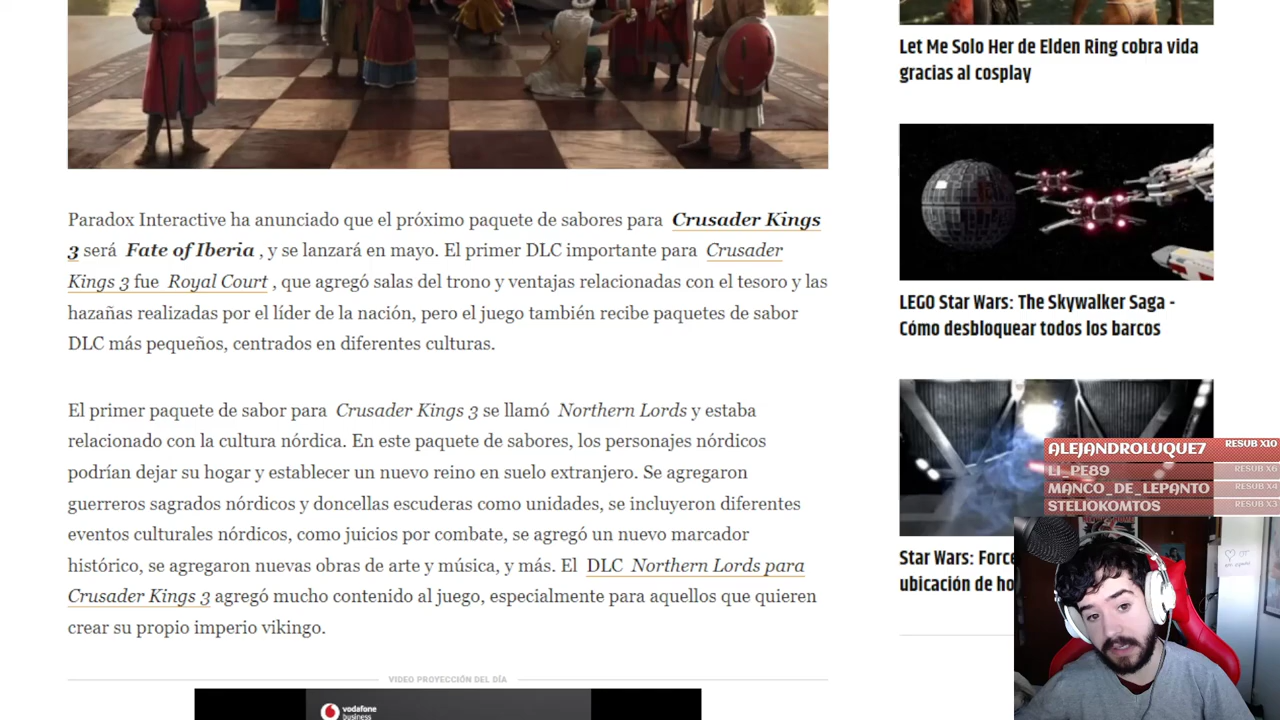 Paradox Interactive ha anunciado que el próximo paquete de sabores para Crusader Kings
3 será Fate of Iberia , y se lanzará en mayo. El primer DLC importante para Crusader
Kings 3 fue Royal Court , que agregó salas del trono y ventajas relacionadas con el tesoro y las
hazañas realizadas por el líder de la nación, pero el juego también recibe paquetes de sabor
DLC más pequeños, centrados en diferentes culturas.
El primer paquete de sabor para Crusader Kings 3 se llamó Northern Lords y estaba
relacionado con la cultura nórdica. En este paquete de sabores, los personajes nórdicos
podrían dejar su hogar y establecer un nuevo reino en suelo extranjero. Se agregaron
guerreros sagrados nórdicos y doncellas escuderas como unidades, se incluyeron diferentes
eventos culturales nórdicos, como juicios por combate, se agregó un nuevo marcador
histórico, se agregaron nuevas obras de arte y música, y más. El DLC Northern Lords para
Crusader Kings 3 agregó mucho contenido al juego, especialmente para aquellos que quieren
crear su propio imperio vikingo.
VIDEO PROYECCIÓN DEL DÍA
vodafone
business
Let Me Solo Her de Elden Ring cobra vida
gracias al cosplay
LEGO Star Wars: The Skywalker Saga -
Cómo desbloquear todos los barcos
Star Wars: Force
ubicación de ho
ALEJANDROLUQUE7 RESUB X10
LI_PE89 RESUB X6
MANCO_DE_LEPANTO RESUB X4
STELIOKOMTOS RESUB X3